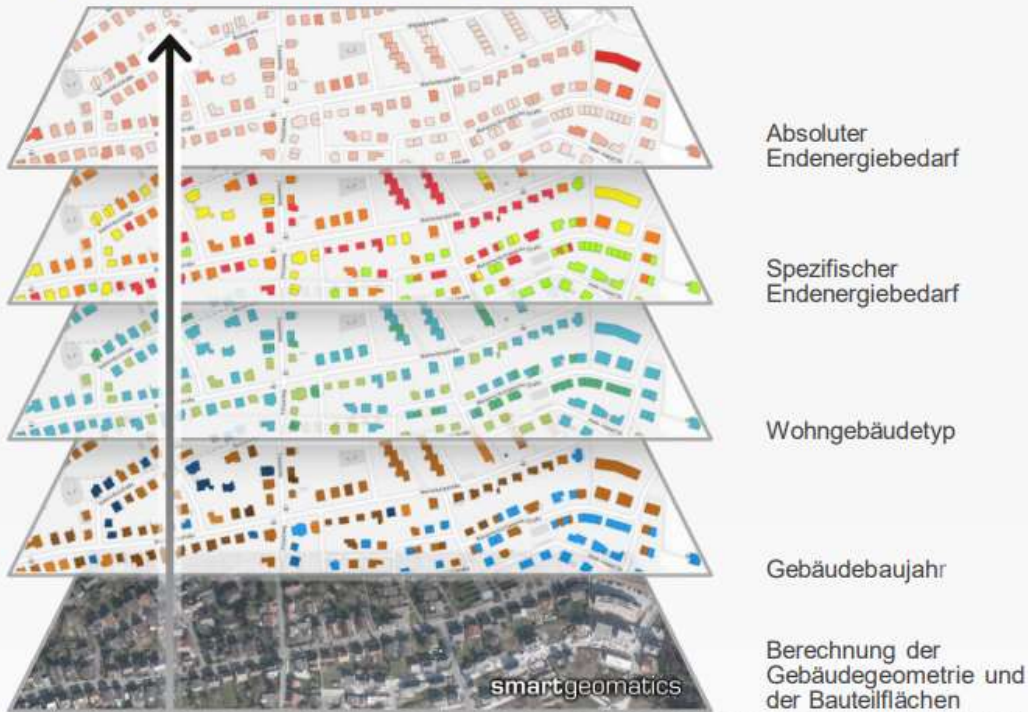 Absoluter
Endenergiebedarf
Spezifischer
Endenergiebedarf
Wohngebäudetyp
Gebäudebaujahr
Berechnung der
Gebäudegeometrie und
der Bauteilflächen
smartgeomatics